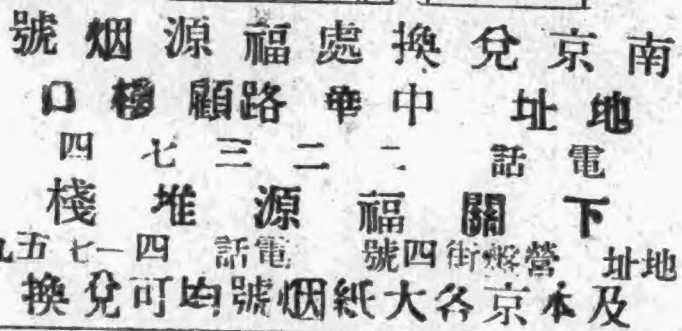 南京兌換處福源烟號
地址 中華路顧樓口
電話 二二三七四
下關福源堆棧
地址 營盤街四號 電話 四一七五九
及本京各大紙烟號均可兌換